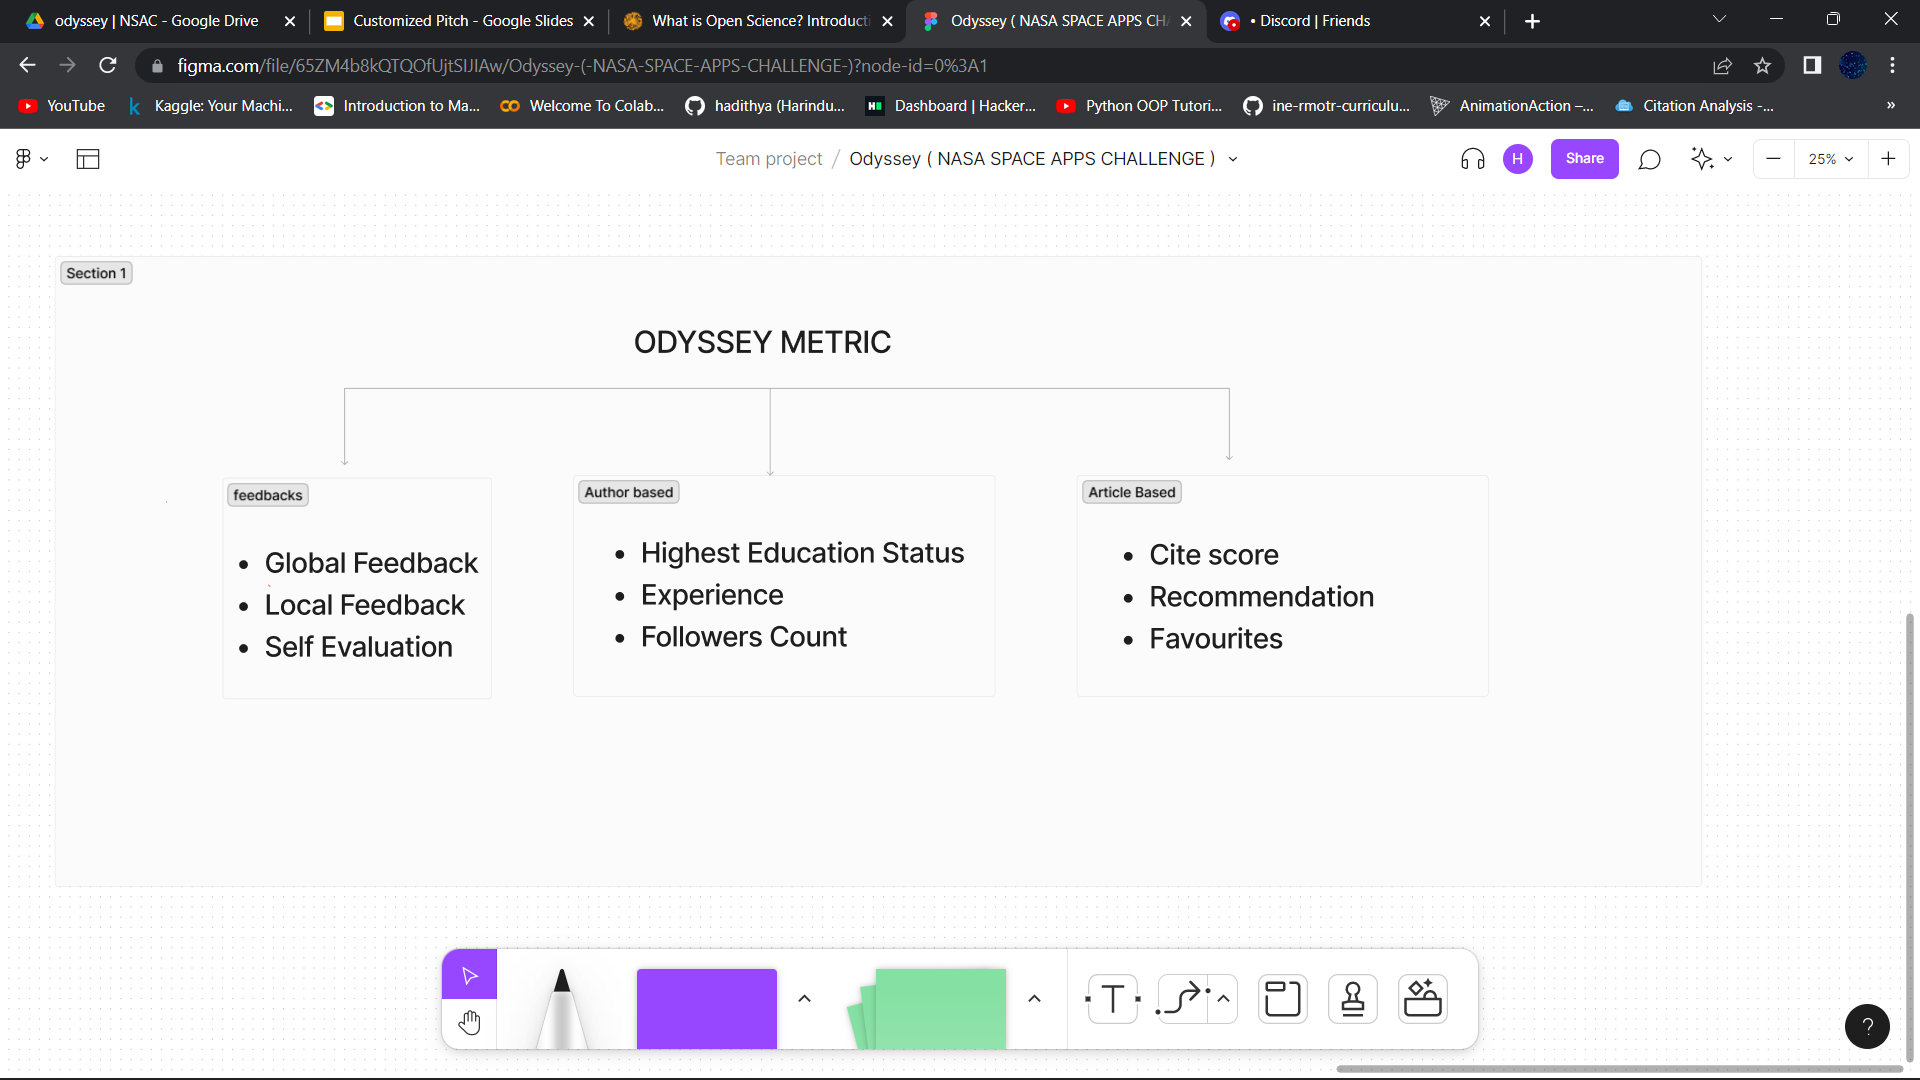 odyssey | NSAC - Google Drive
Customized Pitch - Google Slides
What is Open Science? Introducti
Odyssey ( NASA SPACE APPS CH
• Discord | Friends
figma.com/file/65ZM4b8kQTQOfUjtSIJIAw/Odyssey-(-NASA-SPACE-APPS-CHALLENGE-)?node-id=0%3A1
YouTube
Kaggle: Your Machi...
Introduction to Ma...
Welcome To Colab...
hadithya (Harindu...
Dashboard | Hacker...
Python OOP Tutori...
ine-rmotr-curriculu...
AnimationAction –...
Citation Analysis -...
»
Team project / Odyssey ( NASA SPACE APPS CHALLENGE )
H
Share
25%
Section 1
ODYSSEY METRIC
feedbacks
• Global Feedback
• Local Feedback
• Self Evaluation
Author based
• Highest Education Status
• Experience
• Followers Count
Article Based
• Cite score
• Recommendation
• Favourites
T
?